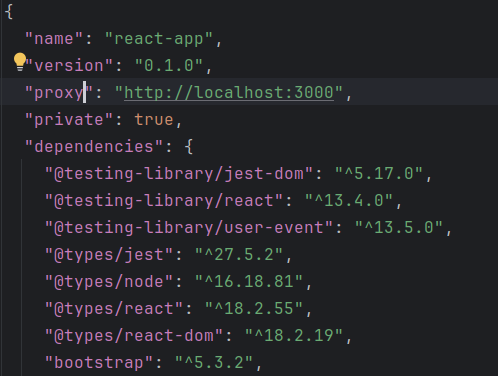 {
"name": "react-app",
"version": "0.1.0",
"proxy": "http://localhost:3000",
"private": true,
"dependencies": {
"@testing-library/jest-dom": "^5.17.0",
"@testing-library/react": "^13.4.0",
"@testing-library/user-event": "^13.5.0",
"@types/jest": "^27.5.2",
"@types/node": "^16.18.81",
"@types/react": "^18.2.55",
"@types/react-dom": "^18.2.19",
"bootstrap": "^5.3.2",